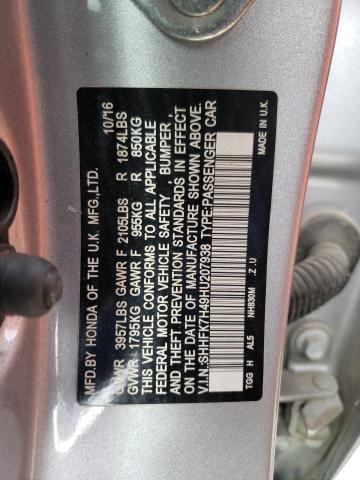 MFD.BY HONDA OF THE U.K MFG.,LTD. 10/16
GVWR 3957LBS GAWR F 2105LBS R 1874LBS
GVWR 1795KG GAWR F 955KG R 850KG
THIS VEHICLE CONFORMS TO ALL APPLICABLE
FEDERAL MOTOR VEHICLE SAFETY, BUMPER,
AND THEFT PREVENTION STANDARDS IN EFFECT
ON THE DATE OF MANUFACTURE SHOWN ABOVE.
V.I.N.:SHHFK7H49HU207938 TYPE:PASSENGER CAR
TGG H AL5 NH830M .Z.U MADE IN U.K.